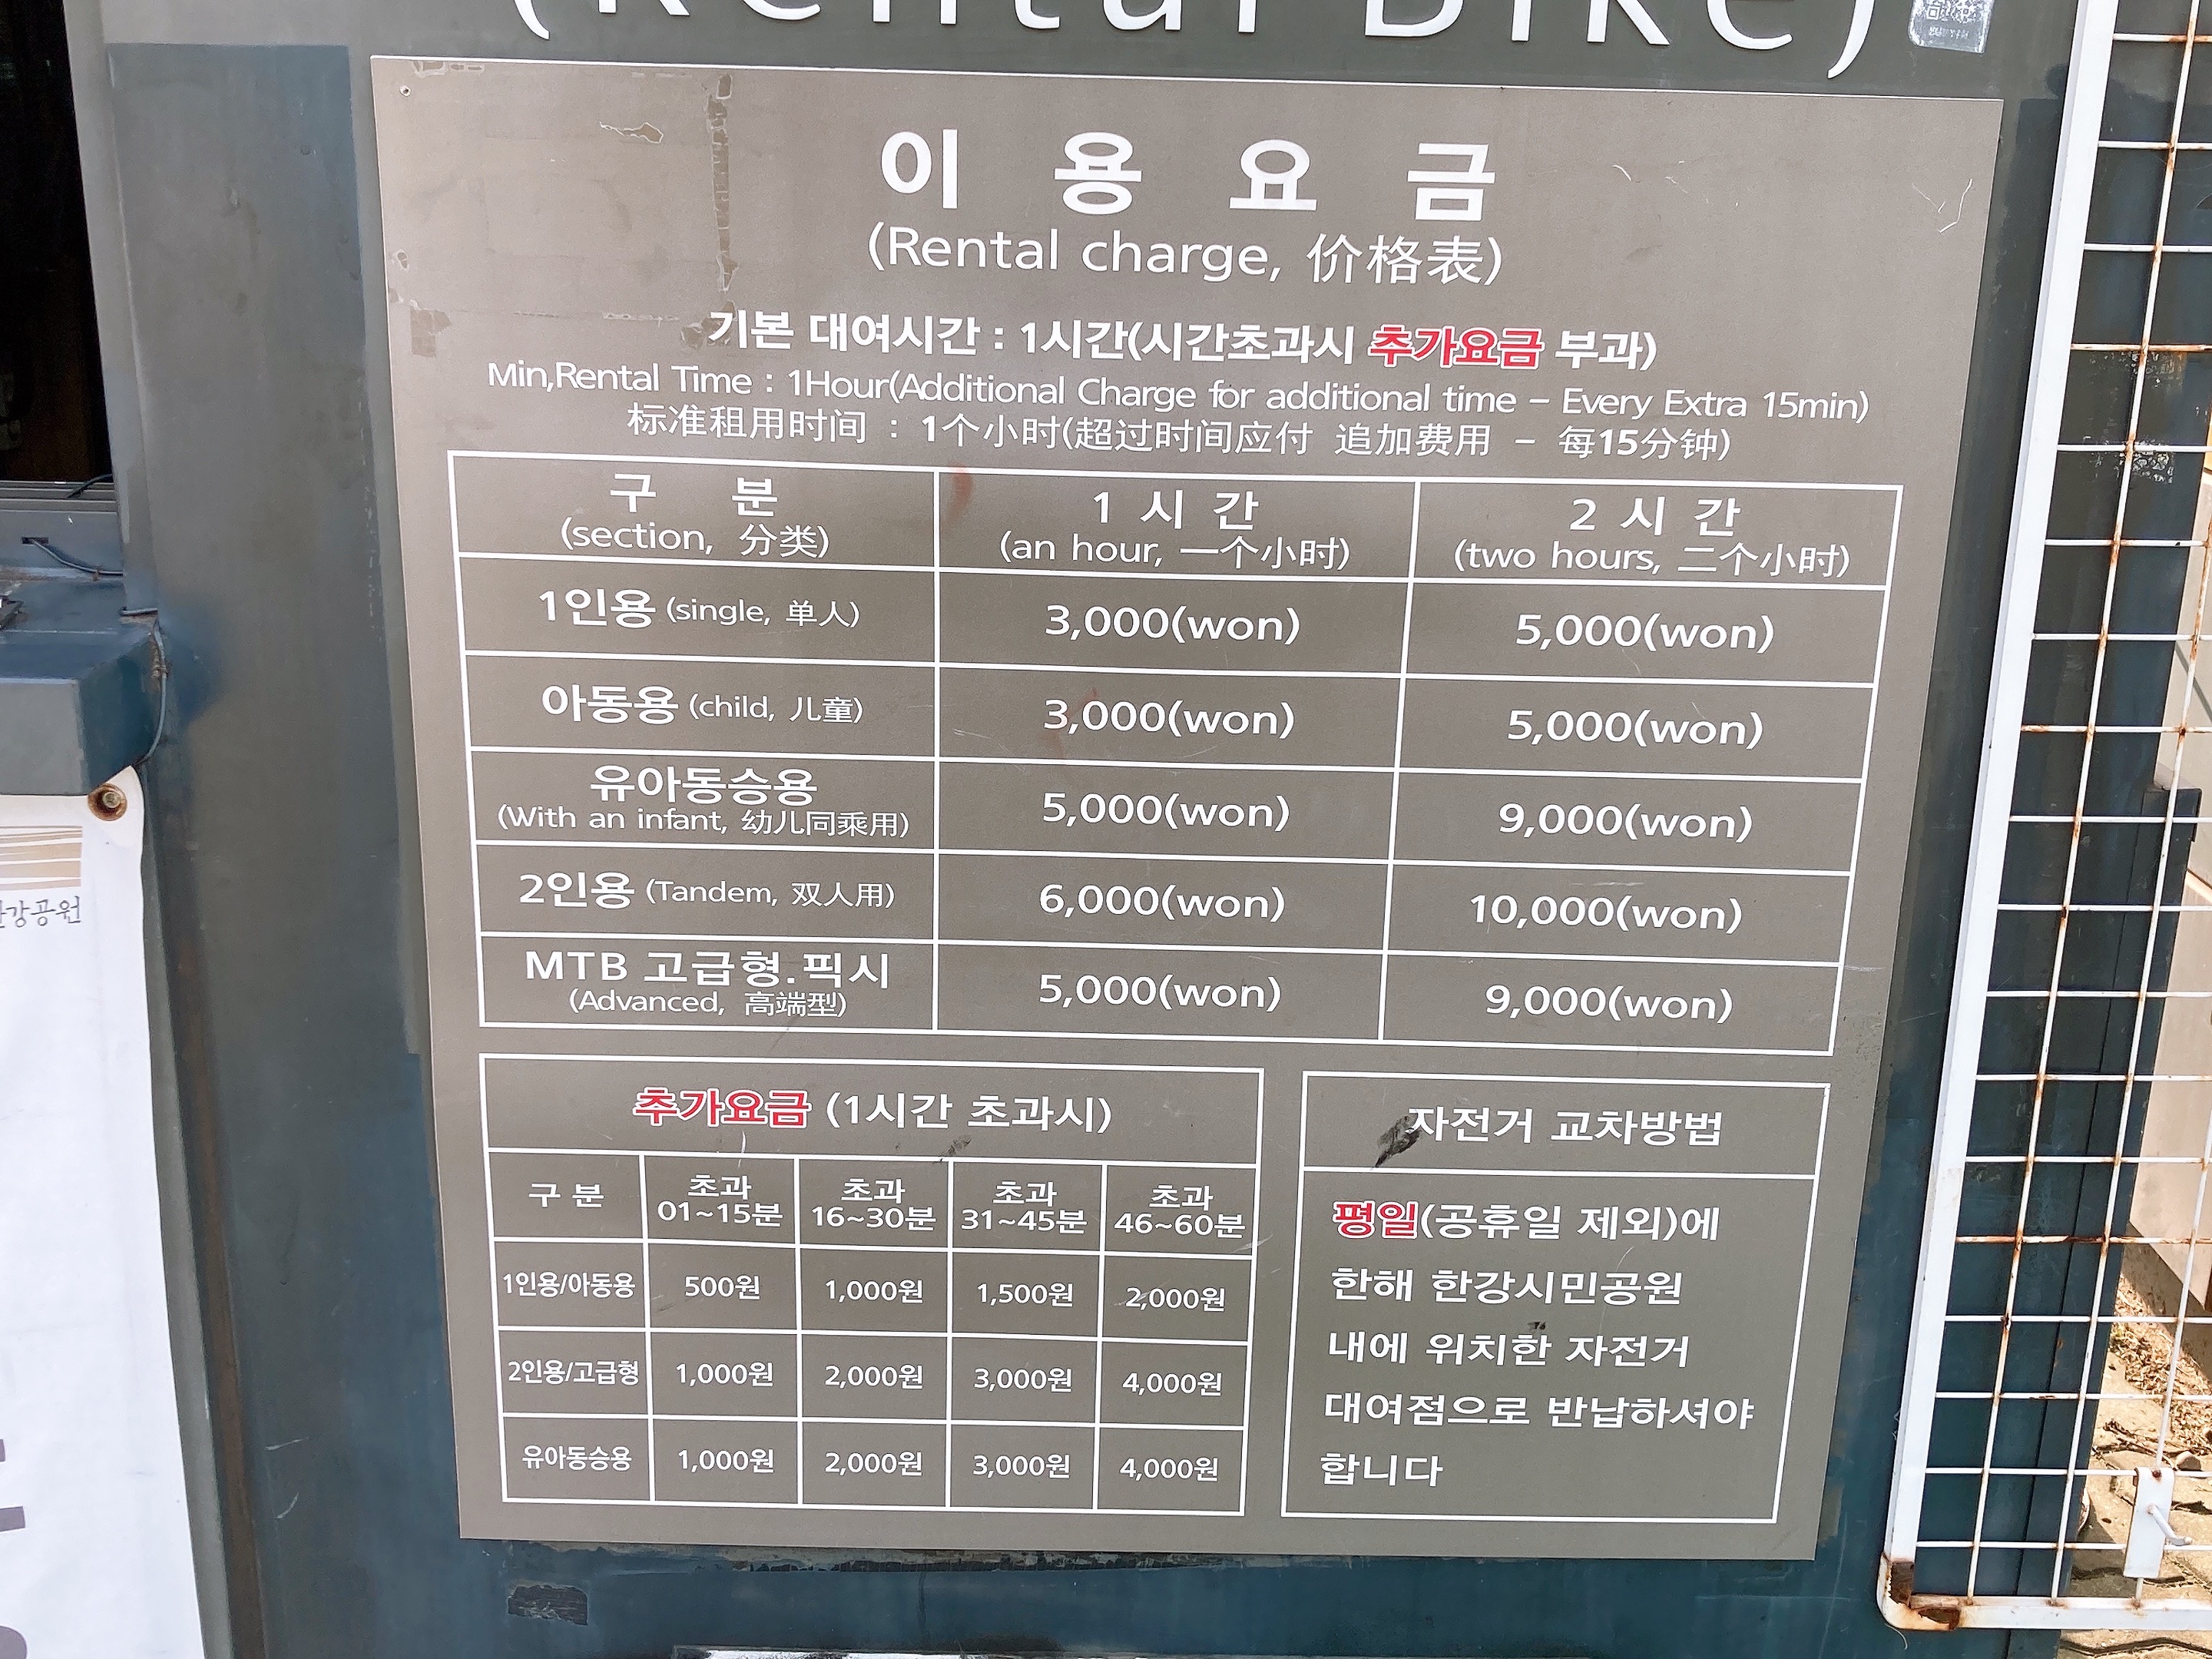 (Rental Bike)
이 용 요 금
(Rental charge, 价格表)
기본 대여시간 : 1시간(시간초과시 추가요금 부과)
Min,Rental Time : 1Hour(Additional Charge for additional time - Every Extra 15min)
标准租用时间 : 1个小时(超过时间应付 追加费用 - 每15分钟)
구 분 1 시 간 2 시 간
(section, 分类) (an hour, 一个小时) (two hours, 二个小时)
1인용 (single, 单人) 3,000(won) 5,000(won)
아동용 (child, 儿童) 3,000(won) 5,000(won)
유아동승용
(With an infant, 幼儿同乘用) 5,000(won) 9,000(won)
2인용 (Tandem, 双人用) 6,000(won) 10,000(won)
MTB 고급형.픽시
(Advanced, 高端型) 5,000(won) 9,000(won)
추가요금 (1시간 초과시)
구 분 초과 초과 초과 초과
01~15분 16~30분 31~45분 46~60분
1인용/아동용 500원 1,000원 1,500원 2,000원
2인용/고급형 1,000원 2,000원 3,000원 4,000원
유아동승용 1,000원 2,000원 3,000원 4,000원
자전거 교차방법
평일(공휴일 제외)에
한해 한강시민공원
내에 위치한 자전거
대여점으로 반납하셔야
합니다
강공원